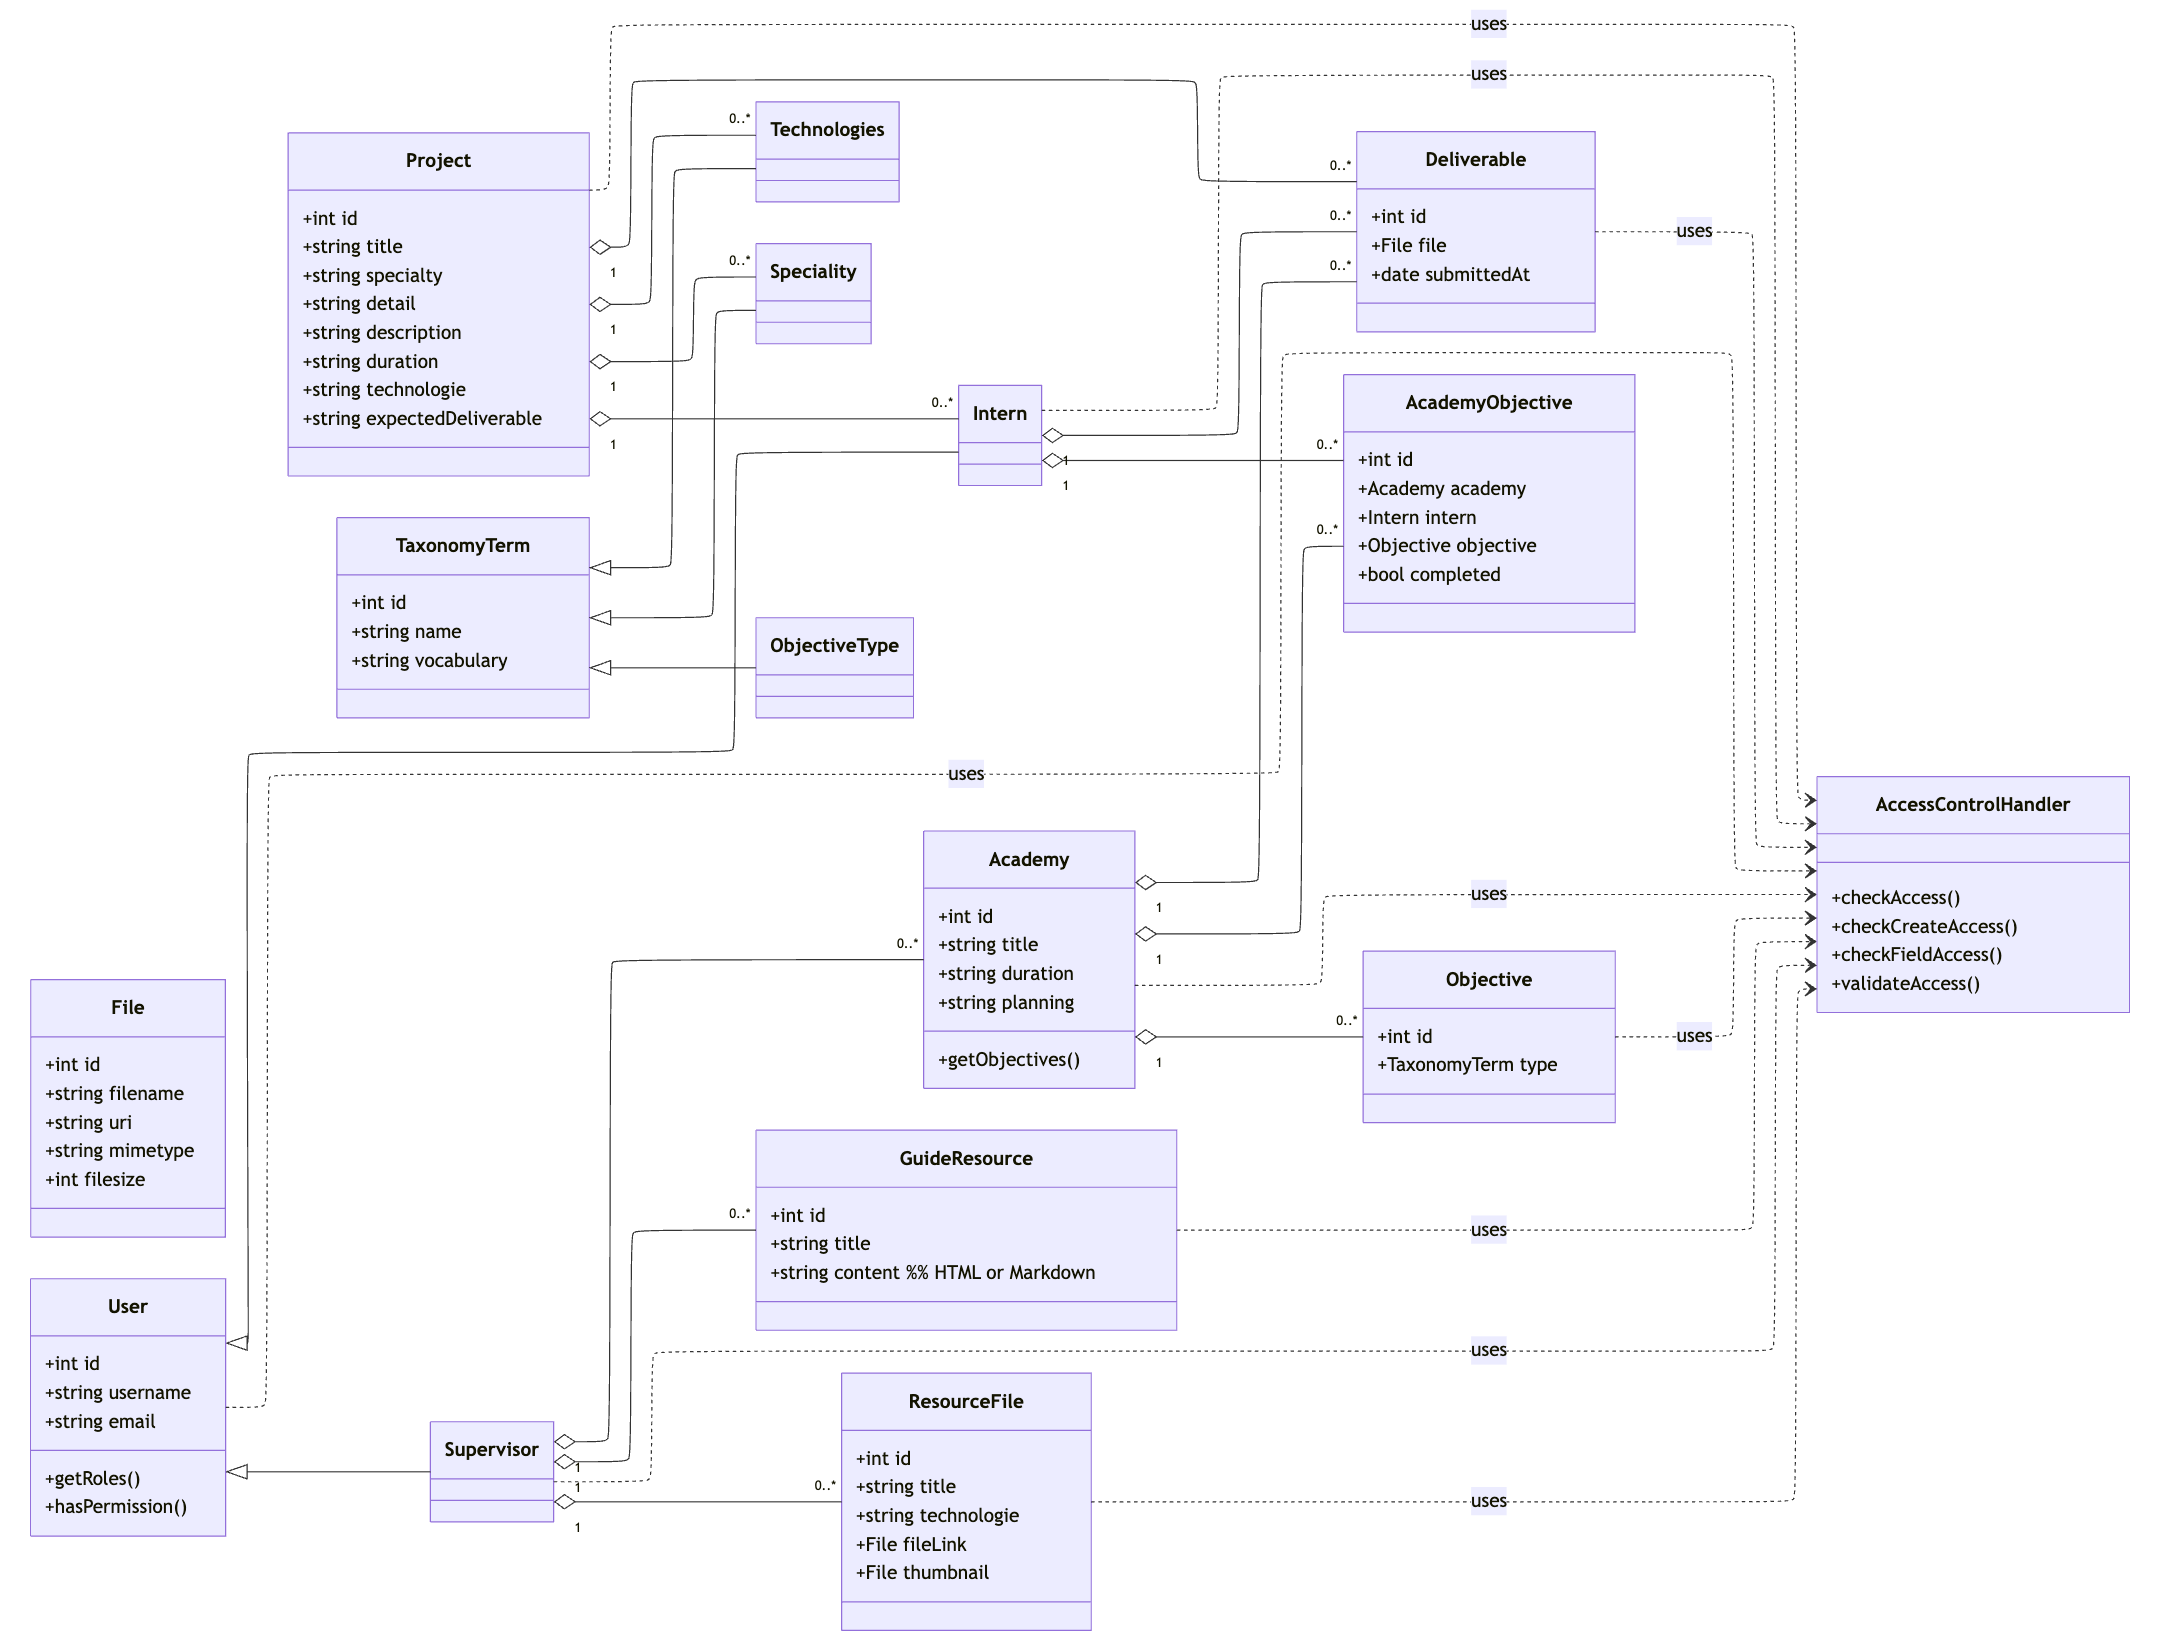 uses
uses
Project
+int id
+string title
+string specialty
+string detail
+string description
+string duration
+string technologie
+string expectedDeliverable
1
1
1
1
0..*
Technologies
0..*
Speciality
0..*
Intern
1
1
0..*
0..*
0..*
Deliverable
+int id
+File file
+date submittedAt
uses
0..*
0..*
AcademyObjective
+int id
+Academy academy
+Intern intern
+Objective objective
+bool completed
TaxonomyTerm
+int id
+string name
+string vocabulary
ObjectiveType
uses
AccessControlHandler
+checkAccess()
+checkCreateAccess()
+checkFieldAccess()
+validateAccess()
0..*
Academy
+int id
+string title
+string duration
+string planning
+getObjectives()
1
1
1
uses
0..*
Objective
+int id
+TaxonomyTerm type
uses
File
+int id
+string filename
+string uri
+string mimetype
+int filesize
0..*
GuideResource
+int id
+string title
+string content %% HTML or Markdown
uses
User
+int id
+string username
+string email
+getRoles()
+hasPermission()
Supervisor
1
1
1
uses
0..*
ResourceFile
+int id
+string title
+string technologie
+File fileLink
+File thumbnail
uses